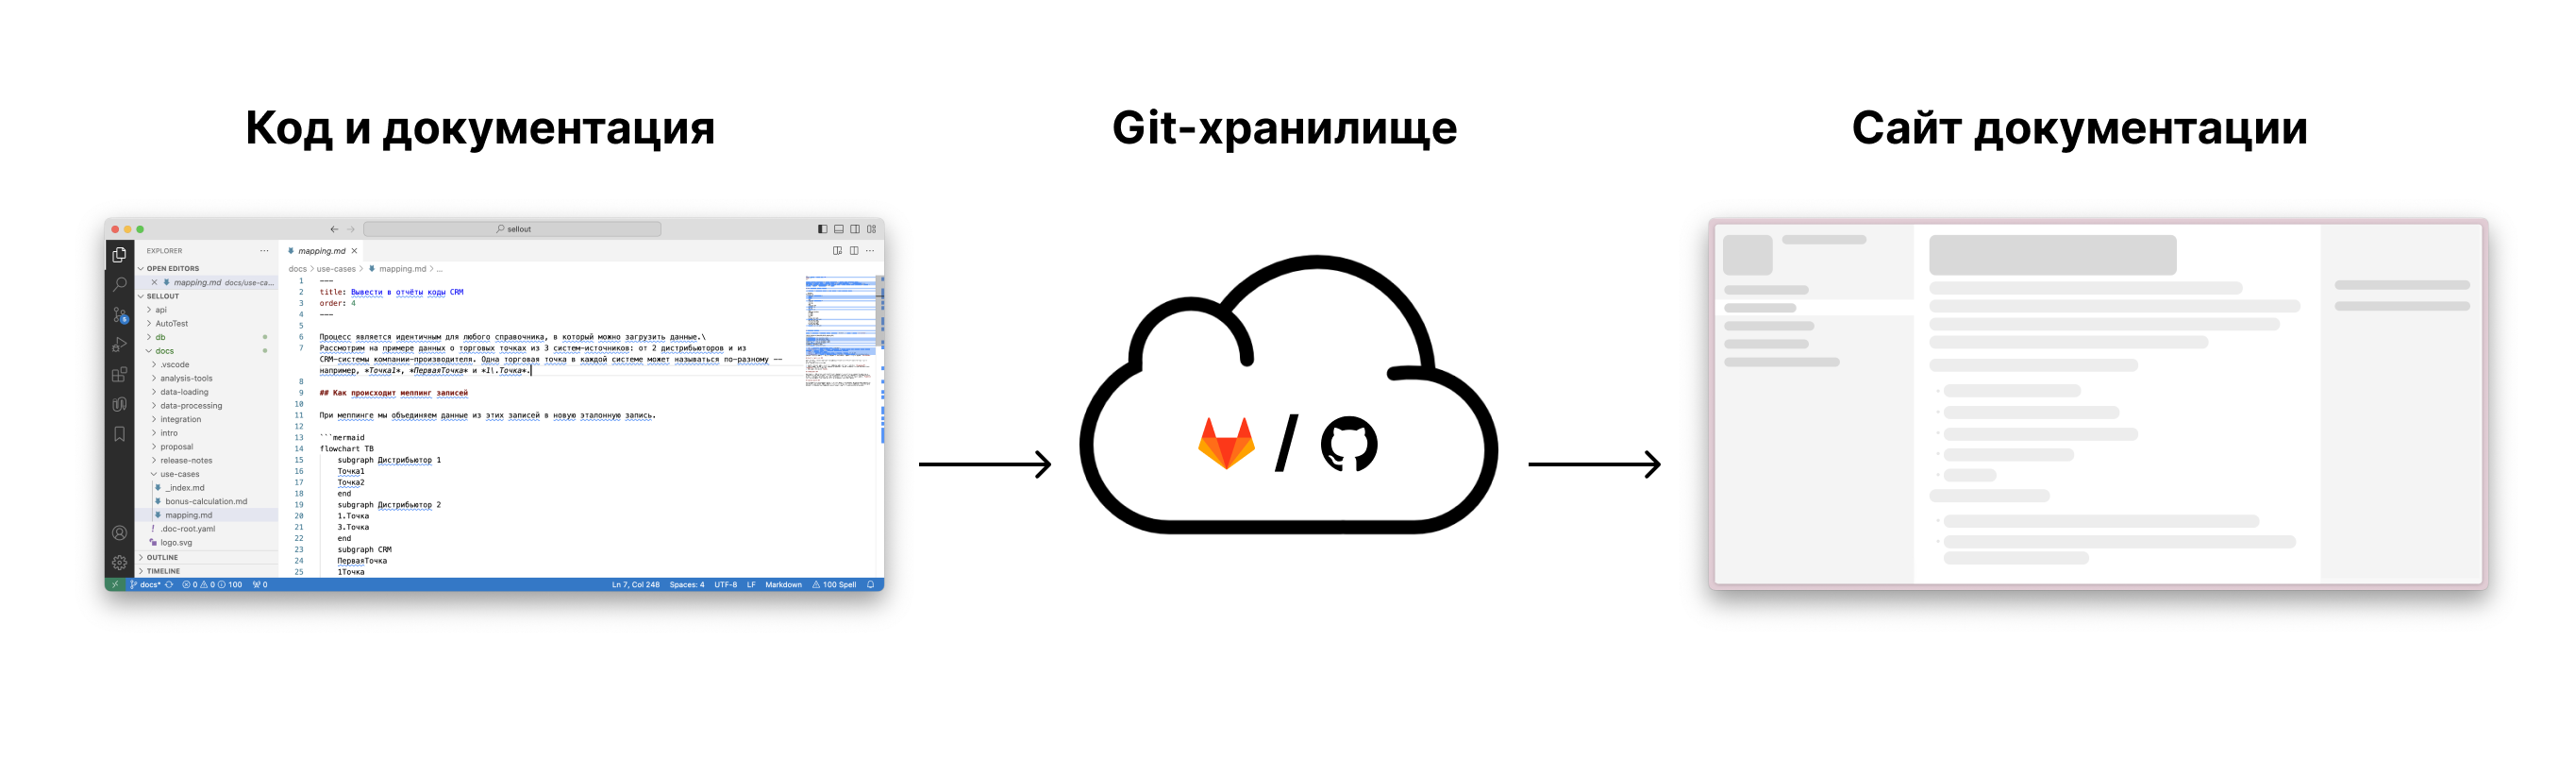 Код и документация
Git-хранилище
Сайт документации
sellout
EXPLORER
OPEN EDITORS
mapping.md docs/use-ca...
SELLOUT
api
AutoTest
db
docs
.vscode
analysis-tools
data-loading
data-processing
integration
intro
proposal
release-notes
use-cases
_index.md
bonus-calculation.md
mapping.md
.doc-root.yaml
logo.svg
OUTLINE
TIMELINE
mapping.md
docs > use-cases > mapping.md > ...
1 ---
2 title: Вывести в отчёты коды CRM
3 order: 4
4 ---
5
6 Процесс является идентичным для любого справочника, в который можно загрузить данные.\
7 Рассмотрим на примере данных о торговых точках из 3 систем-источников: от 2 дистрибьюторов и из
CRM-системы компании-производителя. Одна торговая точка в каждой системе может называться по-разному —
например, *Точка1*, *ПерваяТочка* и *1\.Точка*.
8
9 ## Как происходит меппинг записей
10
11 При меппинге мы объединяем данные из этих записей в новую эталонную запись.
12
13 ```mermaid
14 flowchart TB
15 subgraph Дистрибьютор 1
16 Точка1
17 Точка2
18 end
19 subgraph Дистрибьютор 2
20 1.Точка
21 3.Точка
22 end
23 subgraph CRM
24 ПерваяТочка
25 1Точка
docs* 0 0 100 0 Ln 7, Col 248 Spaces: 4 UTF-8 LF Markdown 100 Spell